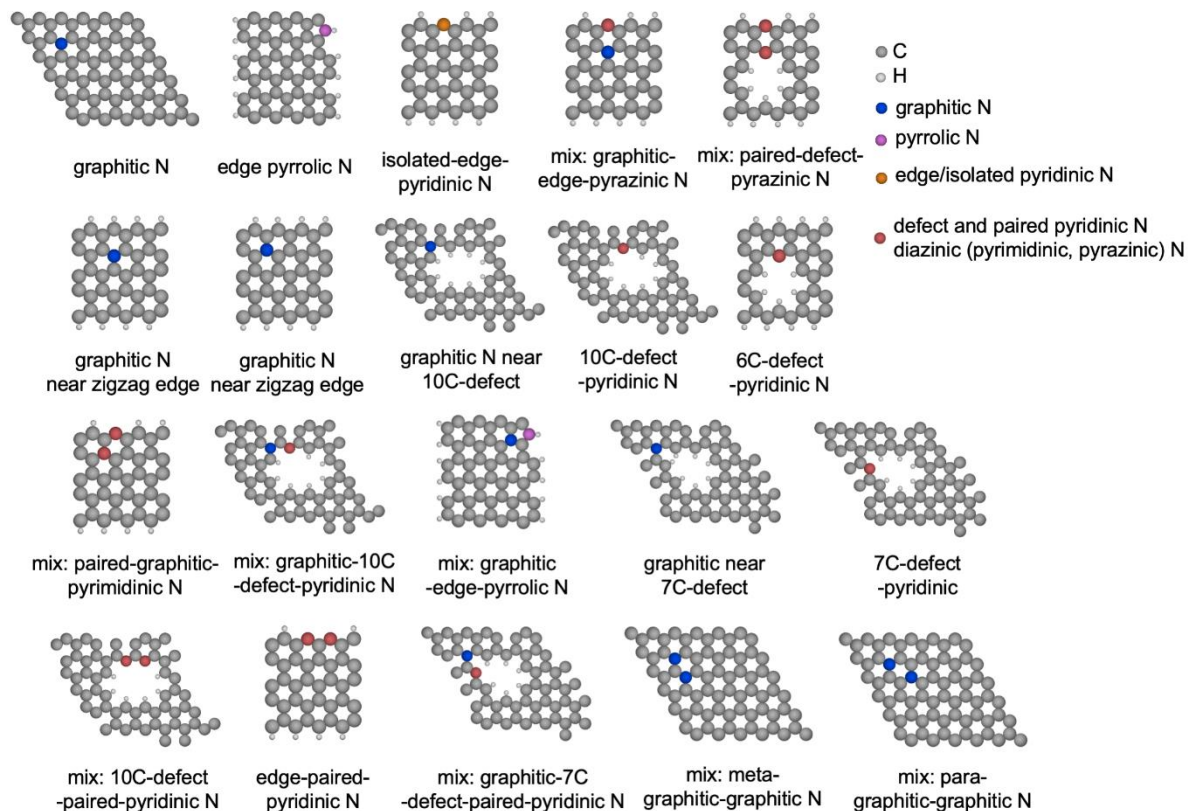 C
H
graphitic N
pyrrolic N
edge/isolated pyridinic N
defect and paired pyridinic N
diazinic (pyrimidinic, pyrazinic) N
graphitic N
edge pyrrolic N
isolated-edge-
pyridinic N
mix: graphitic-
edge-pyrazinic N
mix: paired-defect-
pyrazinic N
graphitic N
near zigzag edge
graphitic N
near zigzag edge
graphitic N near
10C-defect
10C-defect
-pyridinic N
6C-defect
-pyridinic N
mix: paired-graphitic-
pyrimidinic N
mix: graphitic-10C
-defect-pyridinic N
mix: graphitic
-edge-pyrrolic N
graphitic near
7C-defect
7C-defect
-pyridinic
mix: 10C-defect
-paired-pyridinic N
edge-paired-
pyridinic N
mix: graphitic-7C
-defect-paired-pyridinic N
mix: meta-
graphitic-graphitic N
mix: para-
graphitic-graphitic N